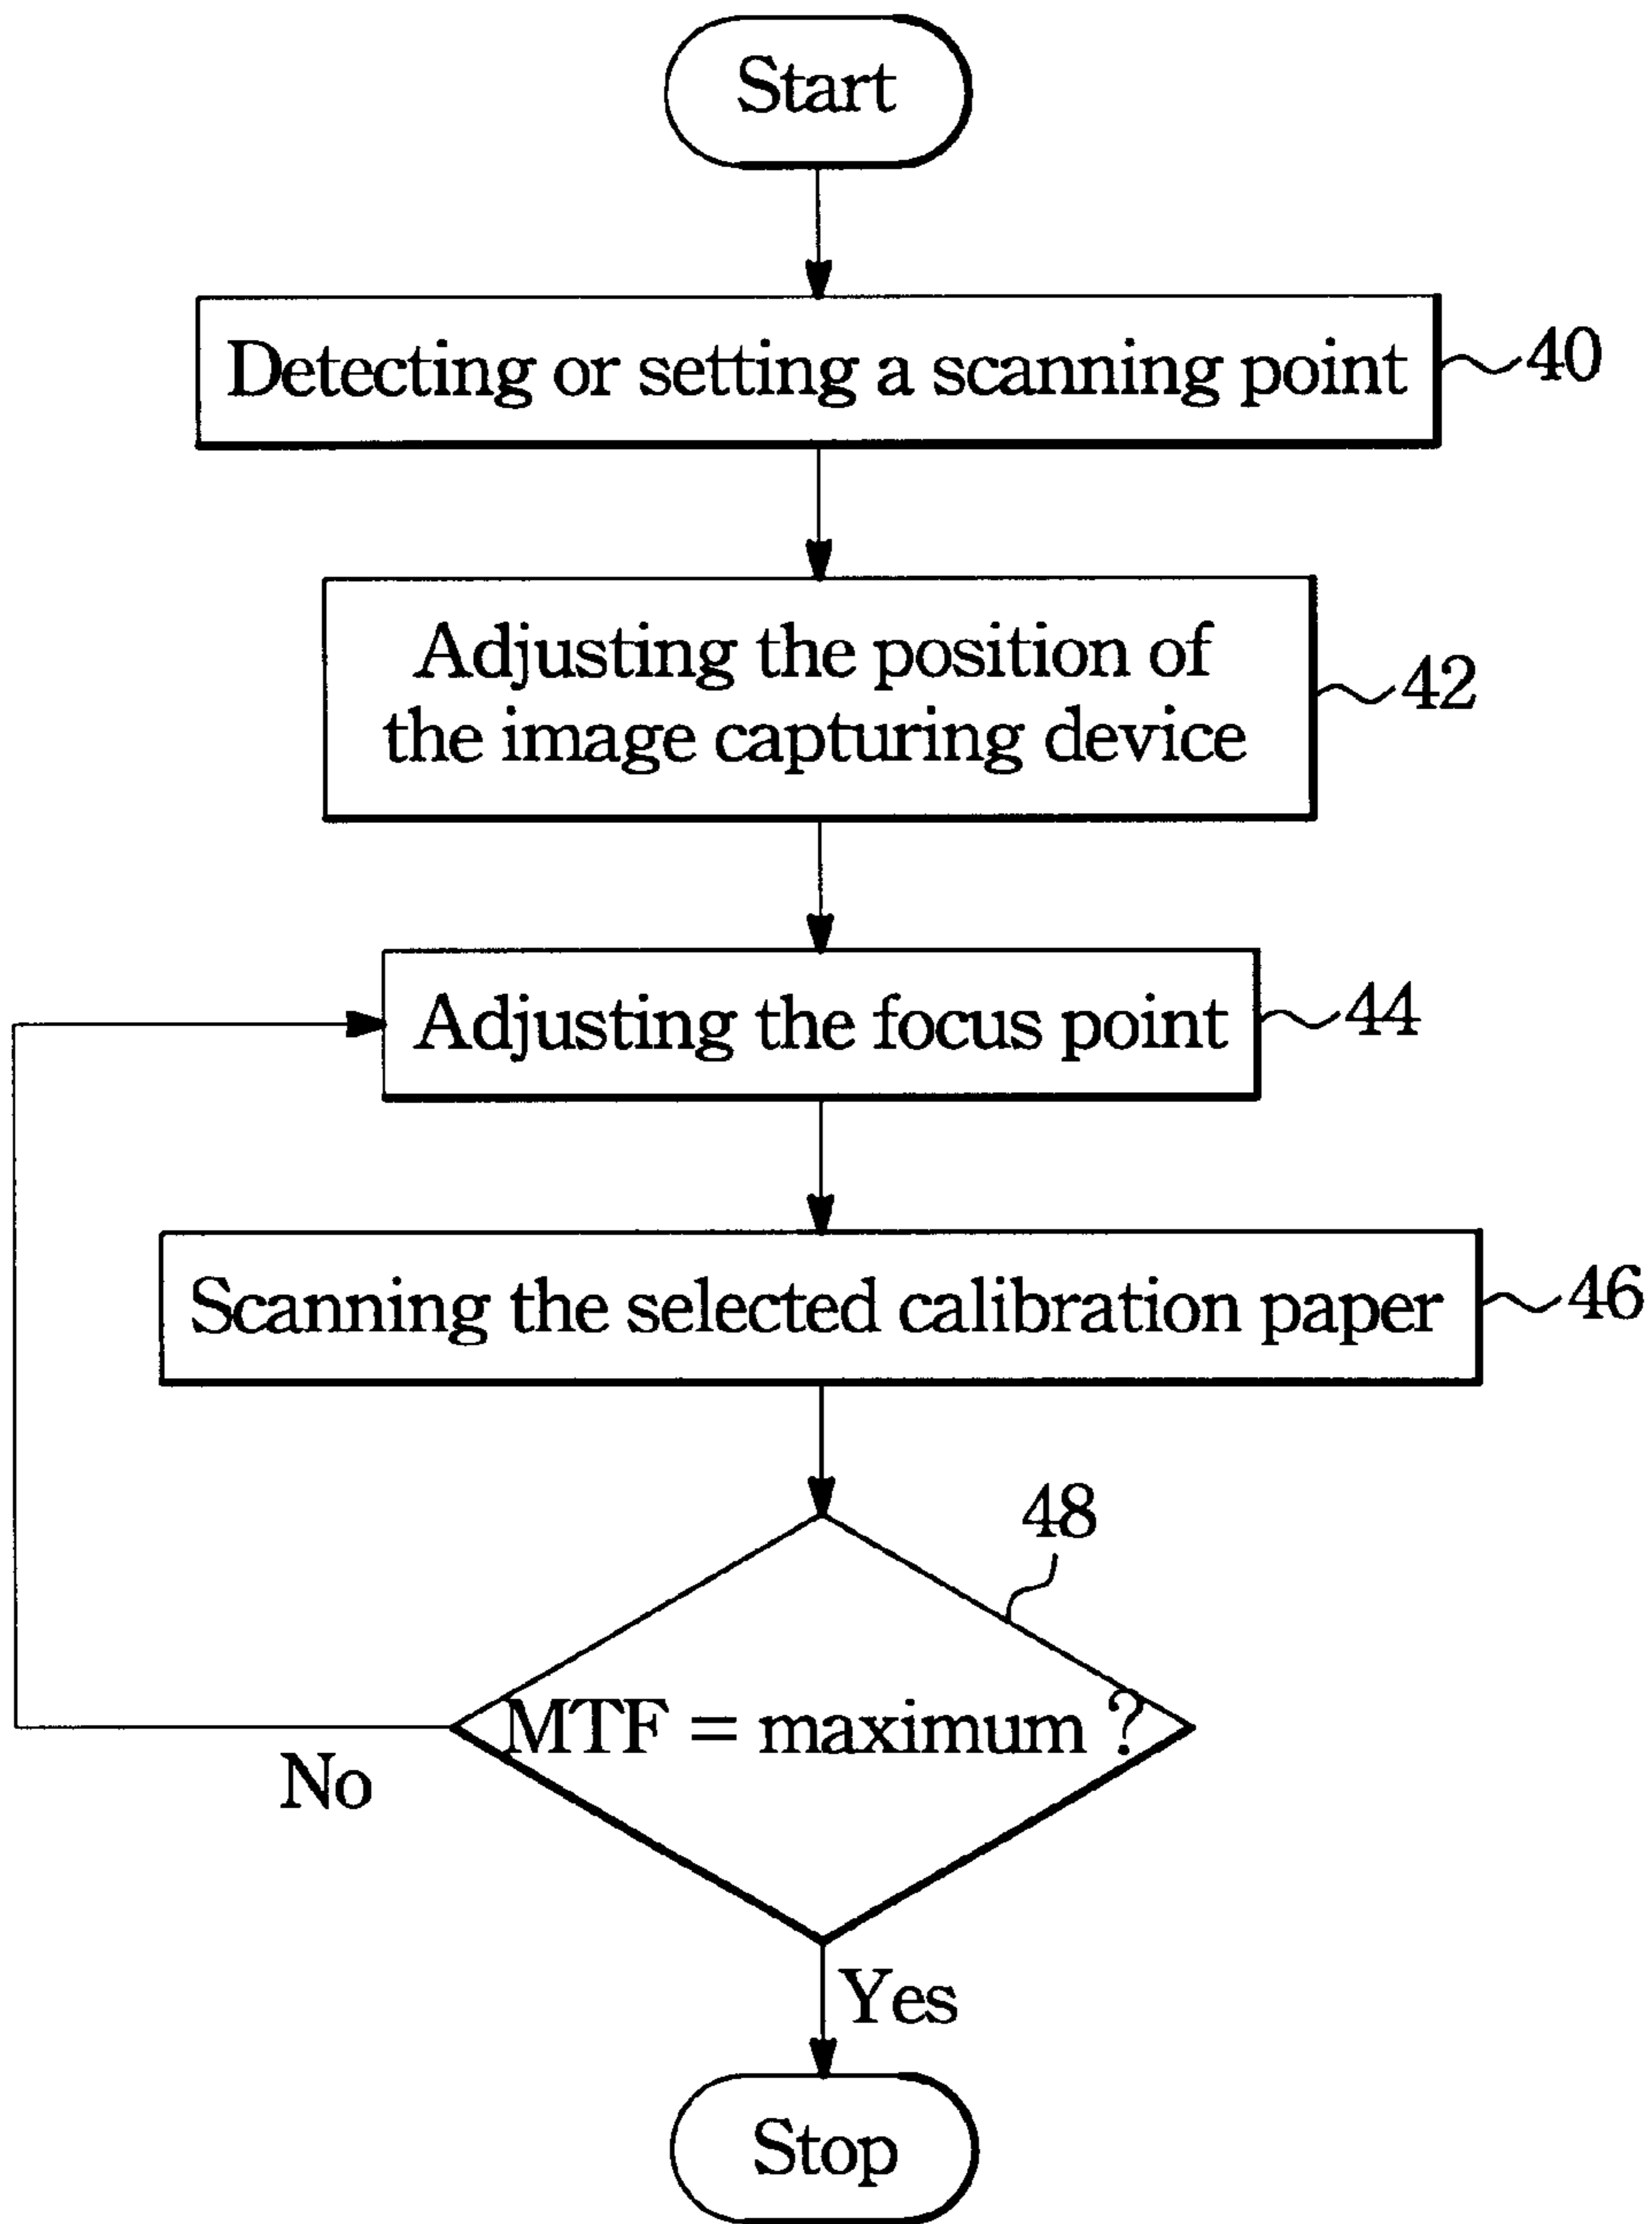 Start
Detecting or setting a scanning point
40
Adjusting the position of
the image capturing device
42
Adjusting the focus point
44
Scanning the selected calibration paper
46
48
MTF = maximum ?
No
Yes
Stop